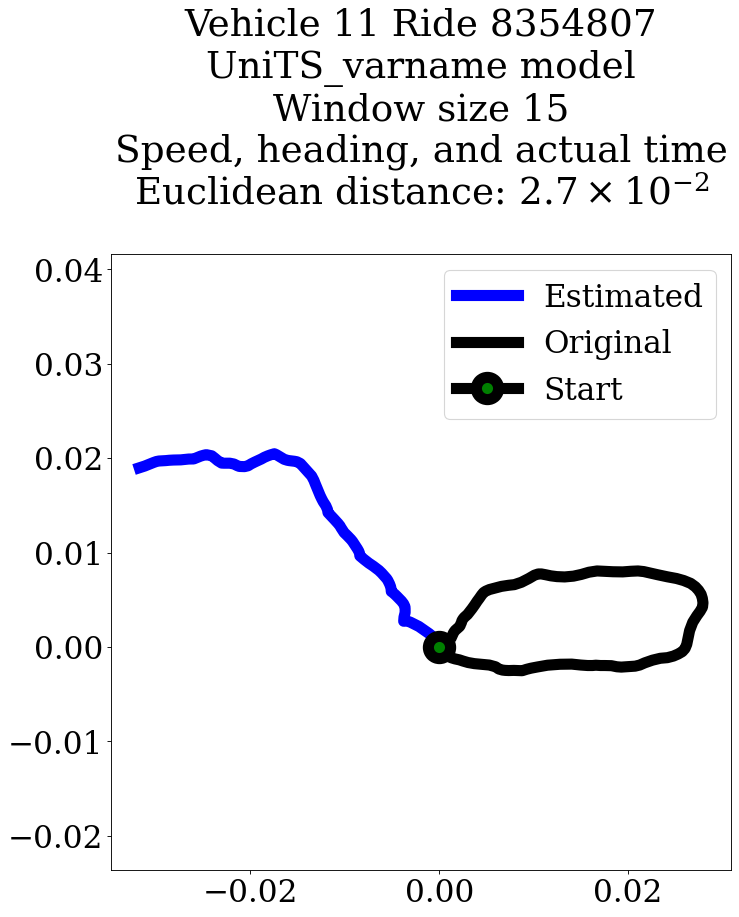 Vehicle 11 Ride 8354807
UniTS_varname model
Window size 15
Speed, heading, and actual time
Euclidean distance: 2.7 × 10⁻²
Estimated
Original
Start
0.04
0.03
0.02
0.01
0.00
−0.01
−0.02
−0.02
0.00
0.02